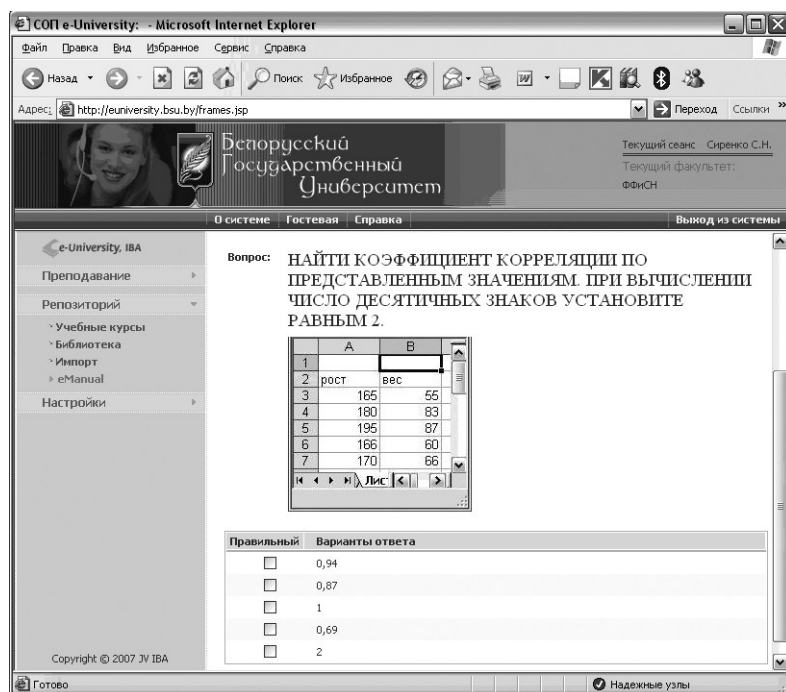 СОП e-University: - Microsoft Internet Explorer
Файл Правка Вид Избранное Сервис Справка
Назад Поиск Избранное
Адрес: http://euniversity.bsu.by/frames.jsp Переход Ссылки »
Белорусский
Государственный
Университет
Текущий сеанс Сиренко С.Н.
Текущий факультет:
ФФиСН
О системе Гостевая Справка Выход из системы
e-University, IBA
Преподавание
Репозиторий
Учебные курсы
Библиотека
Импорт
eManual
Настройки
Вопрос: НАЙТИ КОЭФФИЦИЕНТ КОРРЕЛЯЦИИ ПО
ПРЕДСТАВЛЕННЫМ ЗНАЧЕНИЯМ. ПРИ ВЫЧИСЛЕНИИ
ЧИСЛО ДЕСЯТИЧНЫХ ЗНАКОВ УСТАНОВИТЕ
РАВНЫМ 2.
A B
1
2 рост вес
3 165 55
4 180 83
5 195 87
6 166 60
7 170 66
Лис
Правильный Варианты ответа
0,94
0,87
1
0,69
2
Copyright © 2007 JV IBA
Готово Надежные узлы